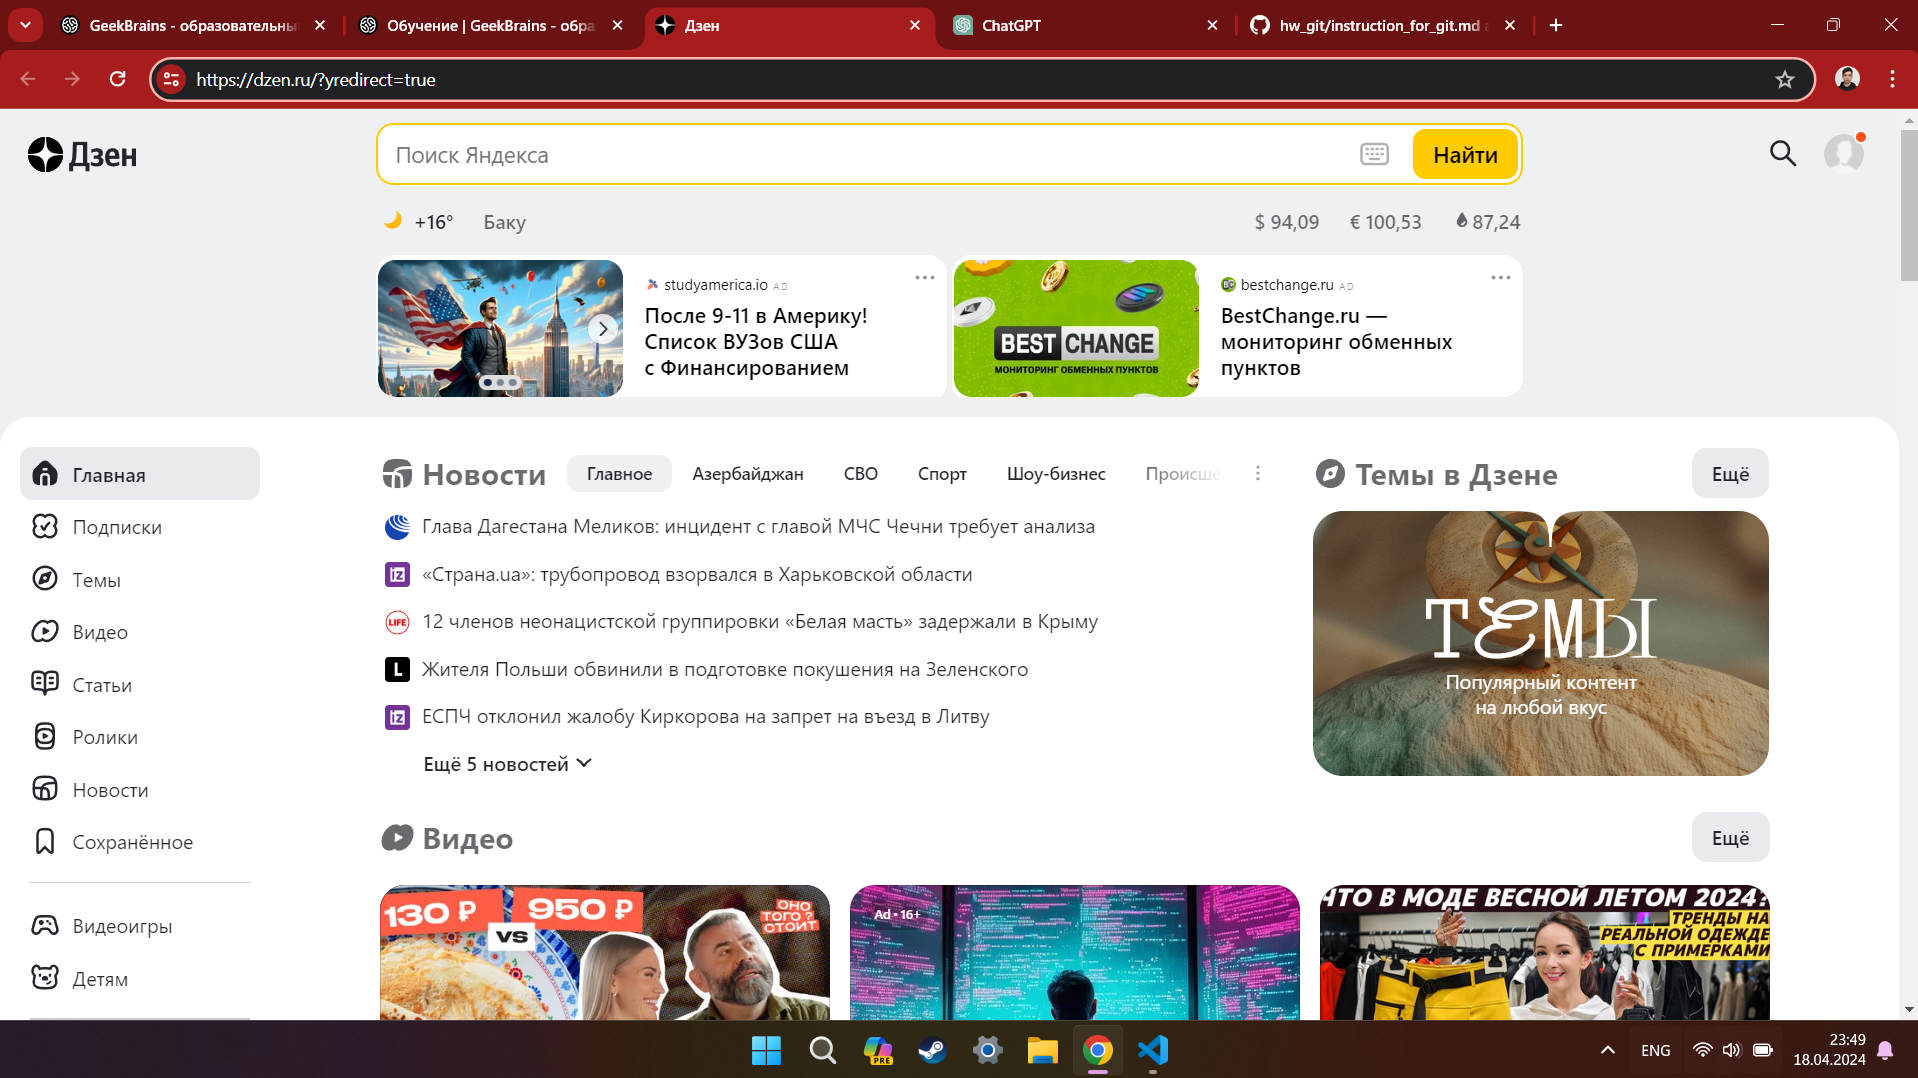 GeekBrains - образовательны
Обучение | GeekBrains - обра
Дзен
ChatGPT
hw_git/instruction_for_git.md a
https://dzen.ru/?yredirect=true
Дзен
Поиск Яндекса
Найти
+16°
Баку
$ 94,09
€ 100,53
87,24
studyamerica.io AD
После 9-11 в Америку!
Список ВУЗов США
с Финансированием
BEST CHANGE
МОНИТОРИНГ ОБМЕННЫХ ПУНКТОВ
bestchange.ru AD
BestChange.ru —
мониторинг обменных
пунктов
Главная
Подписки
Темы
Видео
Статьи
Ролики
Новости
Сохранённое
Видеоигры
Детям
Новости
Главное
Азербайджан
СВО
Спорт
Шоу-бизнес
Происше
Глава Дагестана Меликов: инцидент с главой МЧС Чечни требует анализа
iz «Страна.ua»: трубопровод взорвался в Харьковской области
LIFE 12 членов неонацистской группировки «Белая масть» задержали в Крыму
L Жителя Польши обвинили в подготовке покушения на Зеленского
iz ЕСПЧ отклонил жалобу Киркорова на запрет на въезд в Литву
Ещё 5 новостей
Темы в Дзене
Ещё
ТЕМЫ
Популярный контент
на любой вкус
Видео
Ещё
130 ₽
vs
950 ₽
ОНО
ТОГО?
СТОИТ
Ad • 16+
ЧТО В МОДЕ ВЕСНОЙ ЛЕТОМ 2024?
ТРЕНДЫ НА
РЕАЛЬНОЙ ОДЕЖДЕ
С ПРИМЕРКАМИ
PRE
ENG
23:49
18.04.2024